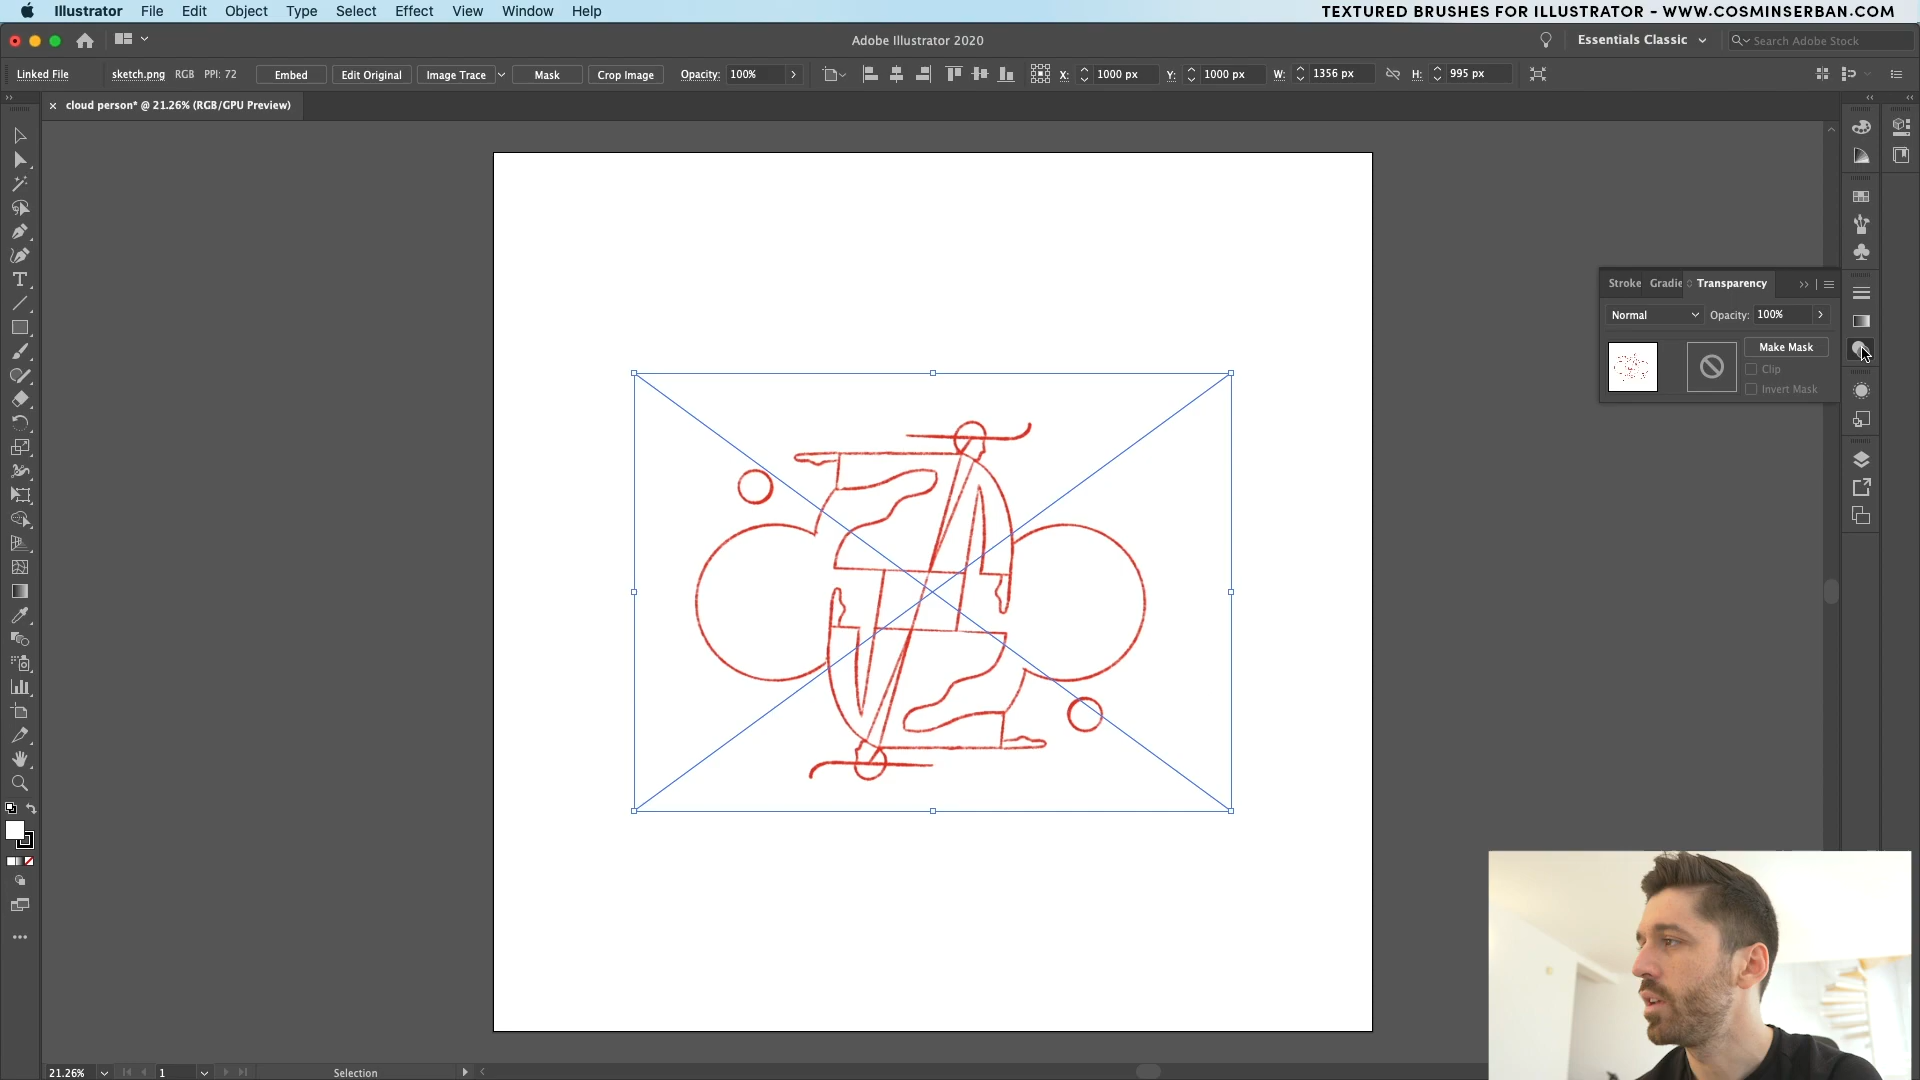 Illustrator File Edit Object Type Select Effect View Window Help
TEXTURED BRUSHES FOR ILLUSTRATOR - WWW.COSMINSERBAN.COM
Adobe Illustrator 2020
Essentials Classic
Search Adobe Stock
Linked File sketch.png RGB PPI: 72 Embed Edit Original Image Trace Mask Crop Image Opacity: 100% X: 1000 px Y: 1000 px W: 1356 px H: 995 px
× cloud person* @ 21.26% (RGB/GPU Preview)
Stroke Gradie Transparency
Normal Opacity: 100%
Make Mask
Clip
Invert Mask
21.26% 1 Selection